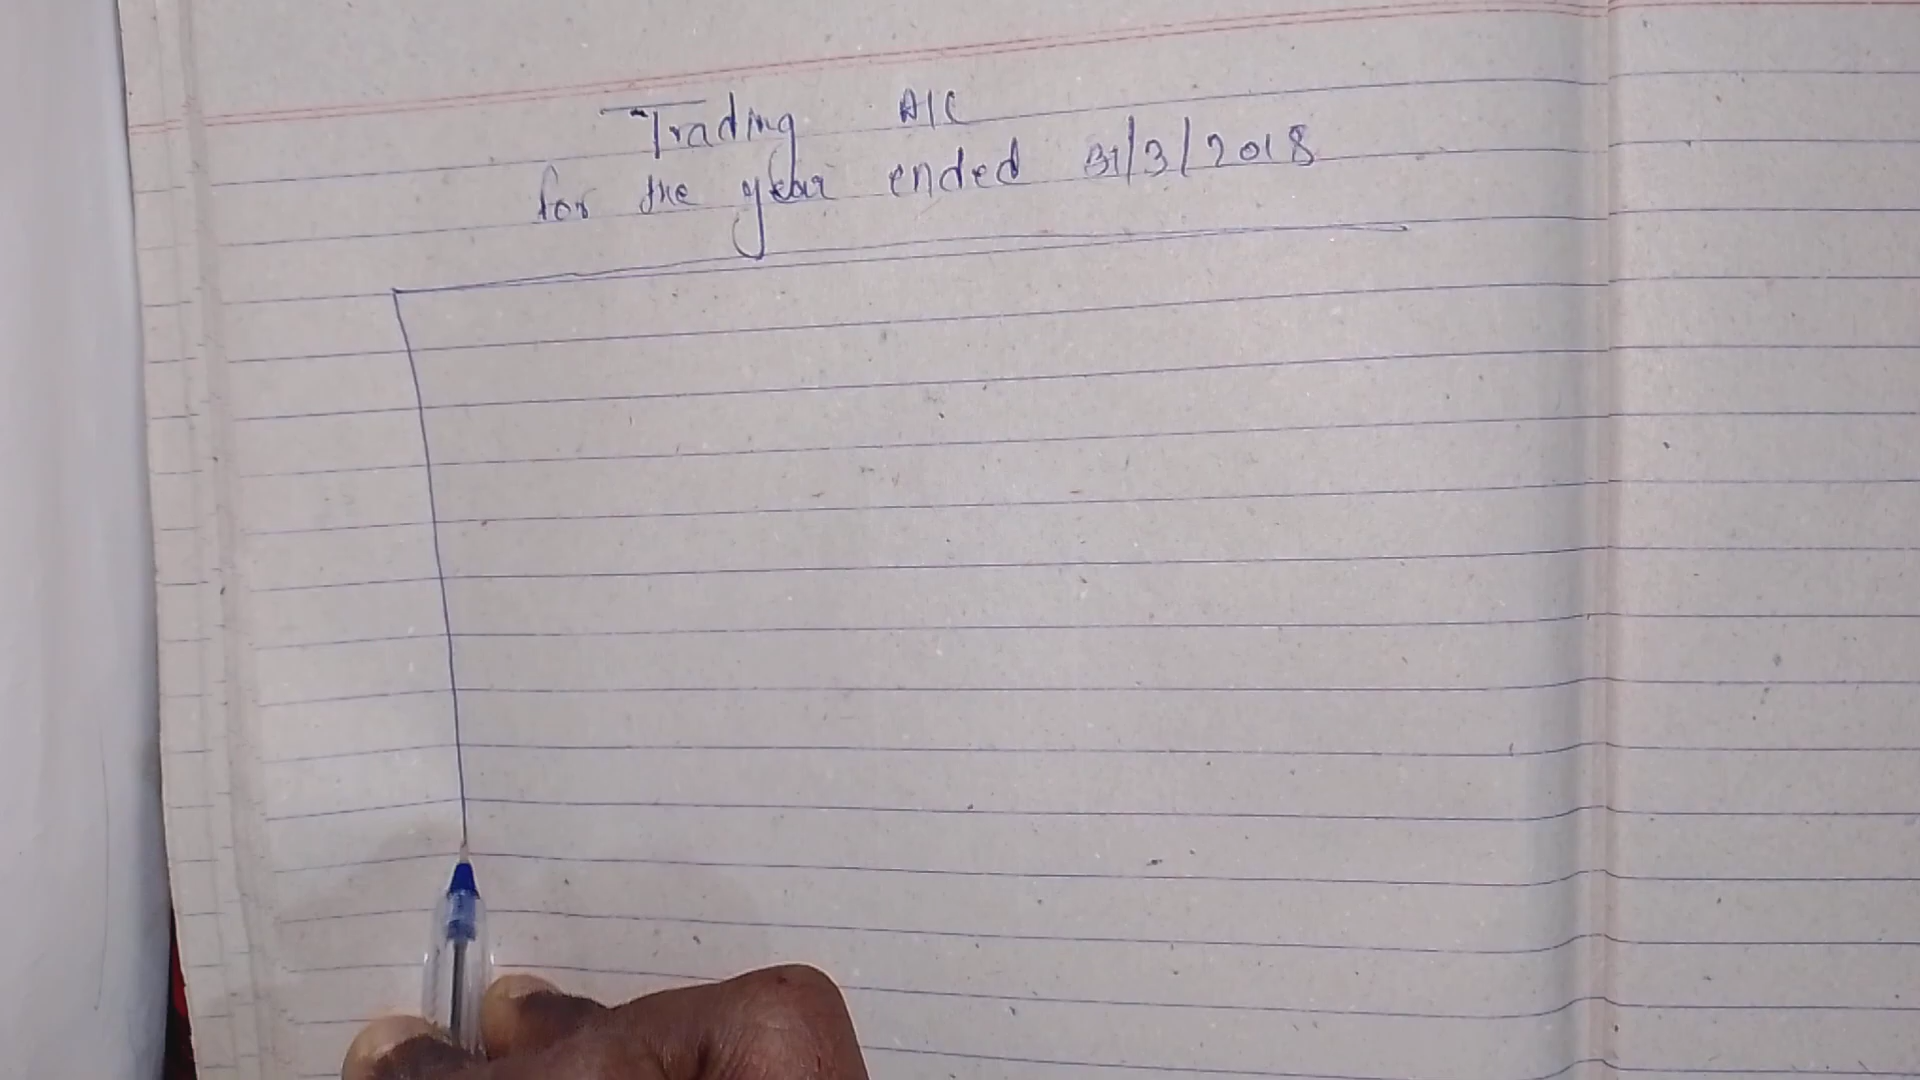 Trading A/C
for the year ended 31/3/2018